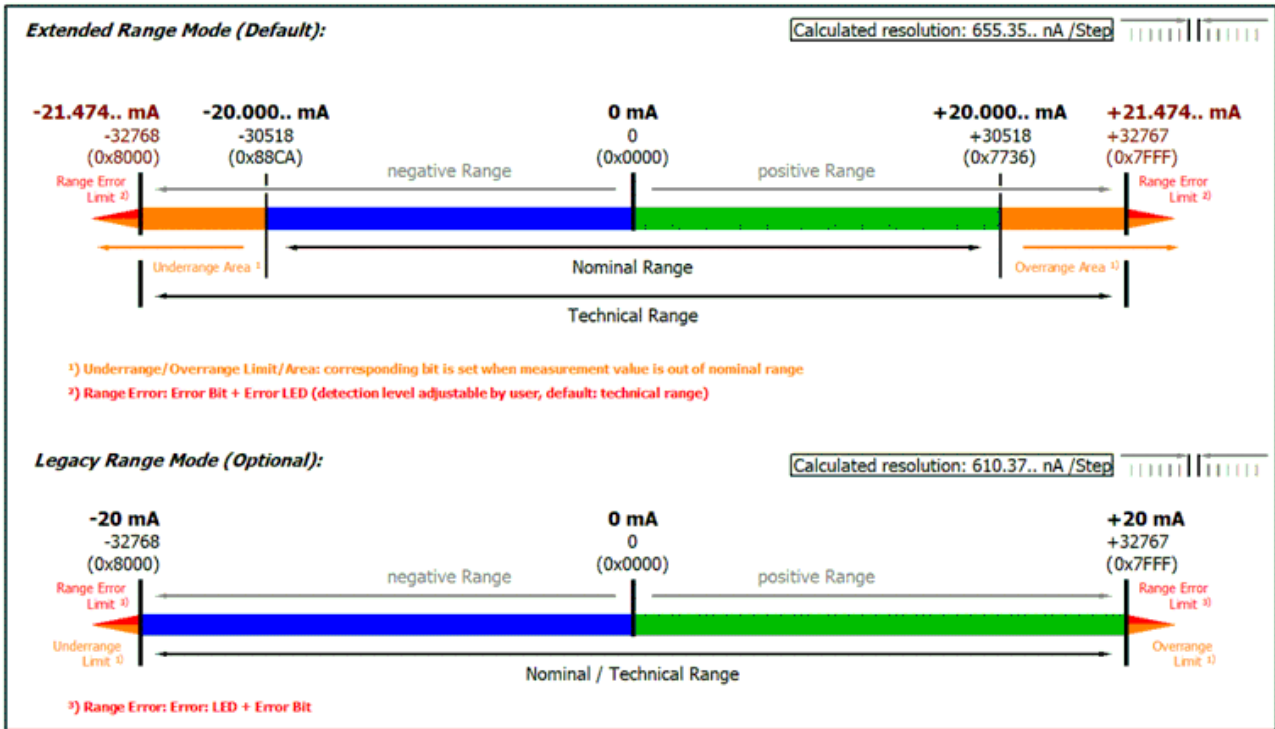 Extended Range Mode (Default):
Calculated resolution: 655.35.. nA /Step
-21.474.. mA -20.000.. mA 0 mA +20.000.. mA +21.474.. mA
-32768 -30518 0 +30518 +32767
(0x8000) (0x88CA) (0x0000) (0x7736) (0x7FFF)
negative Range positive Range
Range Error Limit ²) Range Error Limit ²)
Underrange Area ¹ Nominal Range Overrange Area ¹)
Technical Range
¹) Underrange/Overrange Limit/Area: corresponding bit is set when measurement value is out of nominal range
²) Range Error: Error Bit + Error LED (detection level adjustable by user, default: technical range)
Legacy Range Mode (Optional):
Calculated resolution: 610.37.. nA /Step
-20 mA 0 mA +20 mA
-32768 0 +32767
(0x8000) (0x0000) (0x7FFF)
negative Range positive Range
Range Error Limit ³) Range Error Limit ³)
Underrange Limit ¹) Overrange Limit ¹)
Nominal / Technical Range
³) Range Error: Error: LED + Error Bit